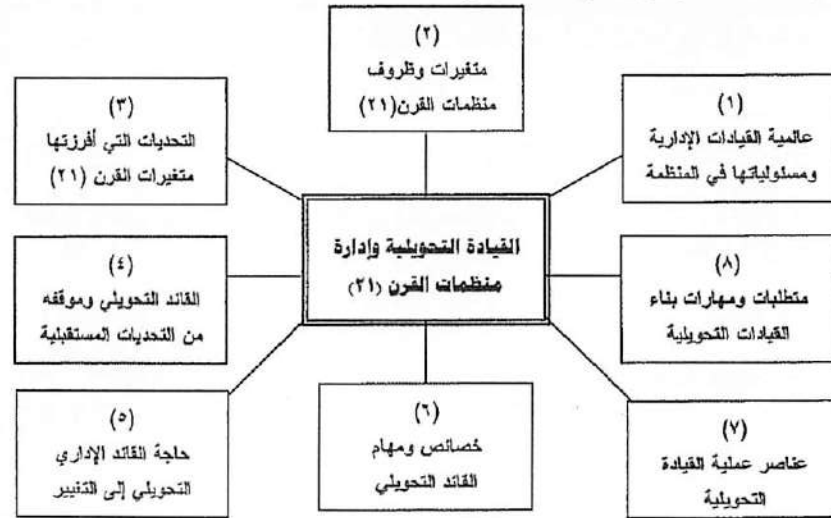 (١)
عالمية القيادات الإدارية
ومسئولياتها في المنظمة
(٢)
متغيرات وظروف
منظمات القرن (٢١)
(٣)
التحديات التي أفرزتها
متغيرات القرن (٢١)
القيادة التحويلية وإدارة
منظمات القرن (٢١)
(٤)
القائد التحويلي وموقفه
من التحديات المستقبلية
(٥)
حاجة القائد الإداري
التحويلي إلى التغيير
(٦)
خصائص ومهام
القائد التحويلي
(٧)
عناصر عملية القيادة
التحويلية
(٨)
متطلبات ومهارات بناء
القيادات التحويلية